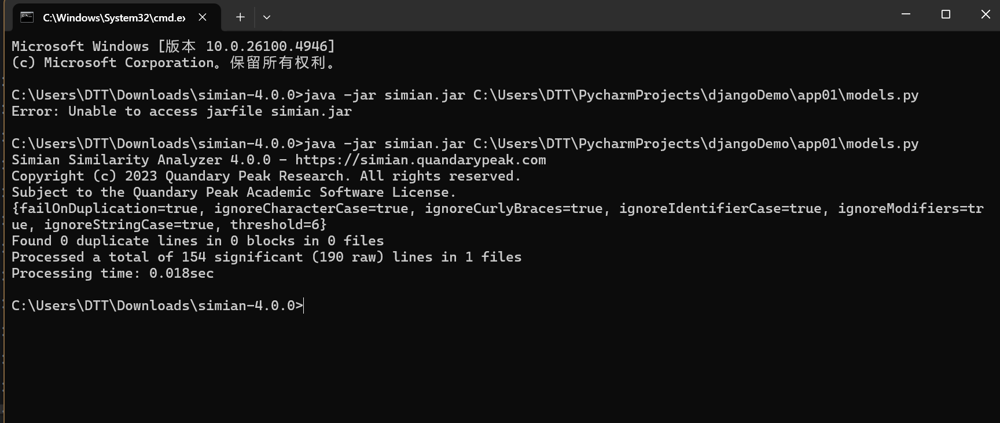 C:\Windows\System32\cmd.e
Microsoft Windows [版本 10.0.26100.4946]
(c) Microsoft Corporation。保留所有权利。
C:\Users\DTT\Downloads\simian-4.0.0>java -jar simian.jar C:\Users\DTT\PycharmProjects\djangoDemo\app01\models.py
Error: Unable to access jarfile simian.jar
C:\Users\DTT\Downloads\simian-4.0.0>java -jar simian.jar C:\Users\DTT\PycharmProjects\djangoDemo\app01\models.py
Simian Similarity Analyzer 4.0.0 - https://simian.quandarypeak.com
Copyright (c) 2023 Quandary Peak Research. All rights reserved.
Subject to the Quandary Peak Academic Software License.
{failOnDuplication=true, ignoreCharacterCase=true, ignoreCurlyBraces=true, ignoreIdentifierCase=true, ignoreModifiers=tr
ue, ignoreStringCase=true, threshold=6}
Found 0 duplicate lines in 0 blocks in 0 files
Processed a total of 154 significant (190 raw) lines in 1 files
Processing time: 0.018sec
C:\Users\DTT\Downloads\simian-4.0.0>